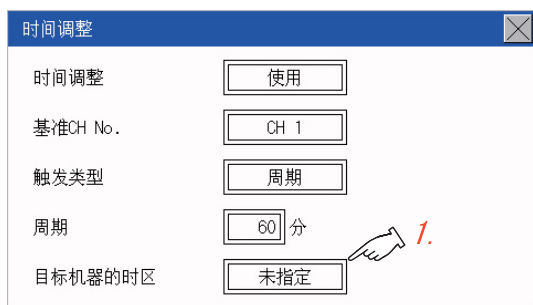 时间调整
时间调整 使用
基准CH No. CH 1
触发类型 周期
周期 60 分
1.
目标机器的时区 未指定